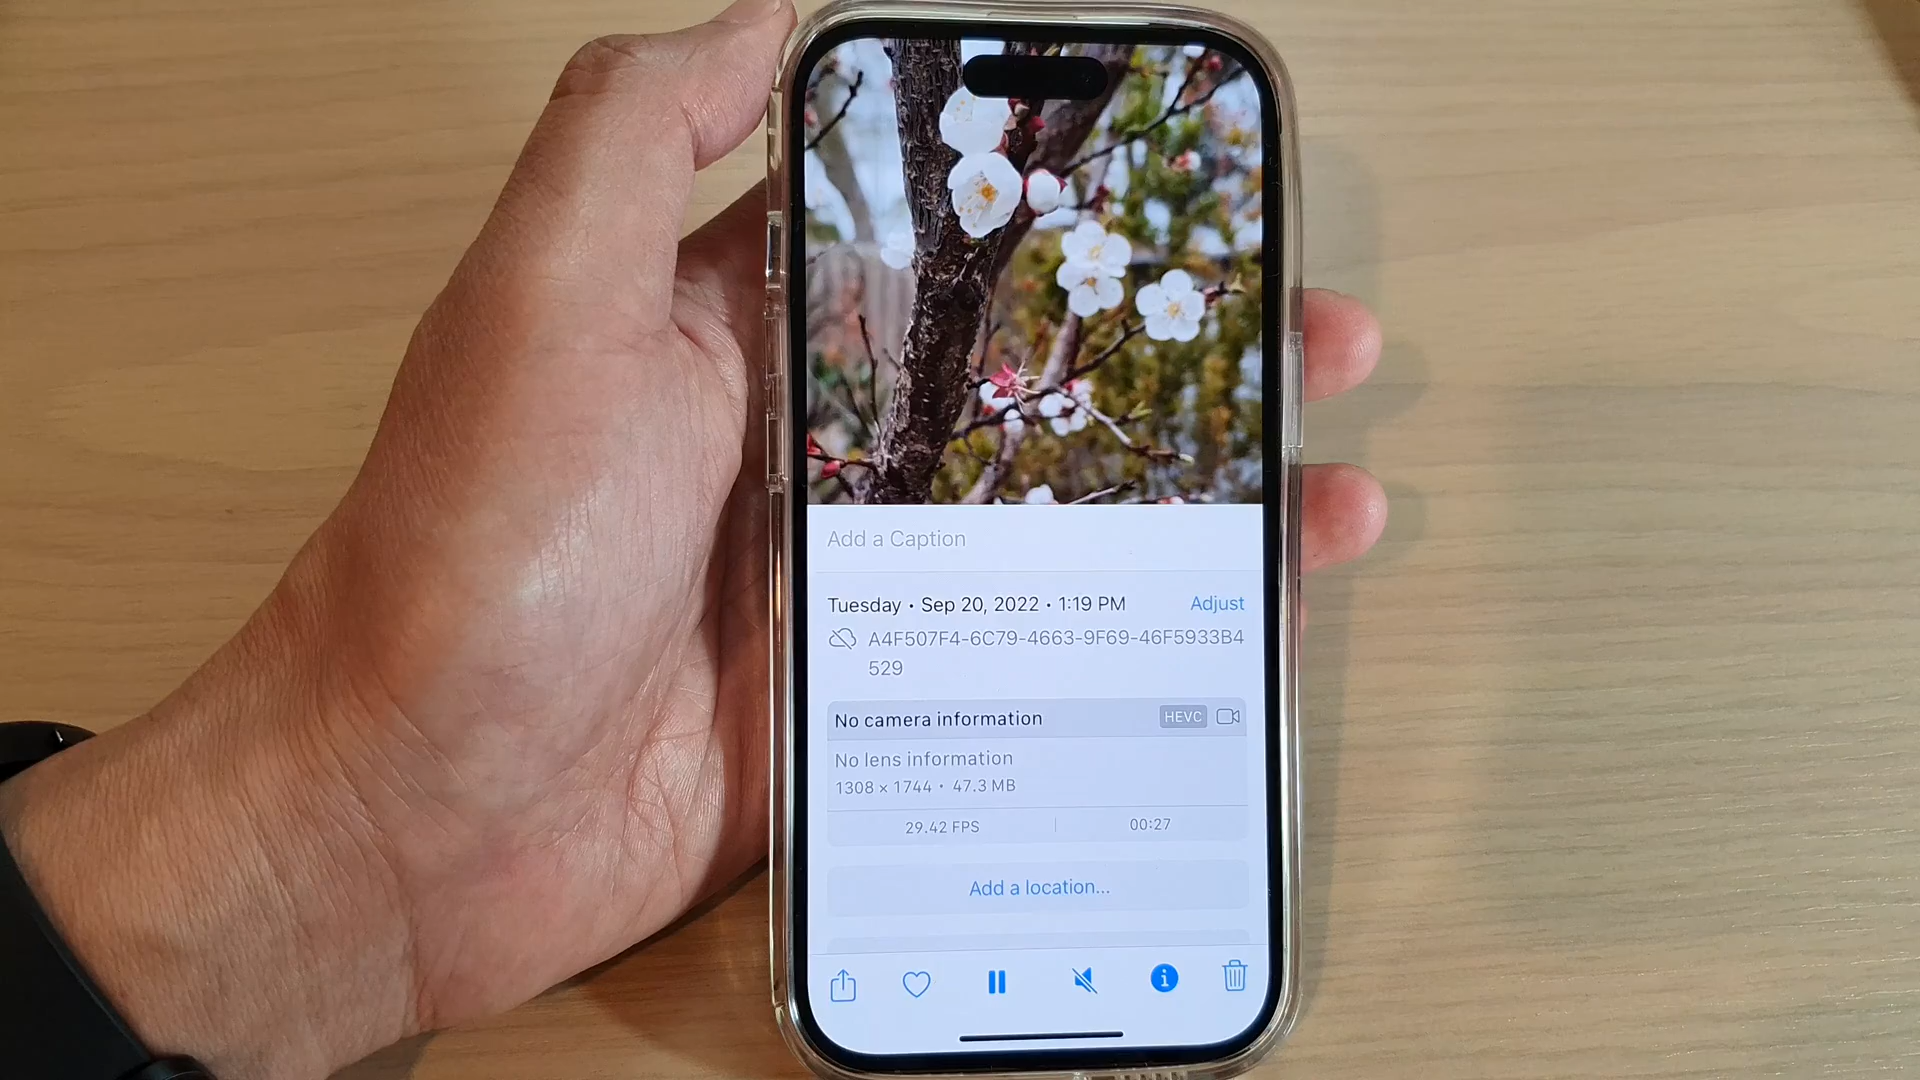 Add a Caption
Tuesday • Sep 20, 2022 • 1:19 PM Adjust
A4F507F4-6C79-4663-9F69-46F5933B4
529
No camera information HEVC
No lens information
1308 × 1744 • 47.3 MB
29.42 FPS 00:27
Add a location...